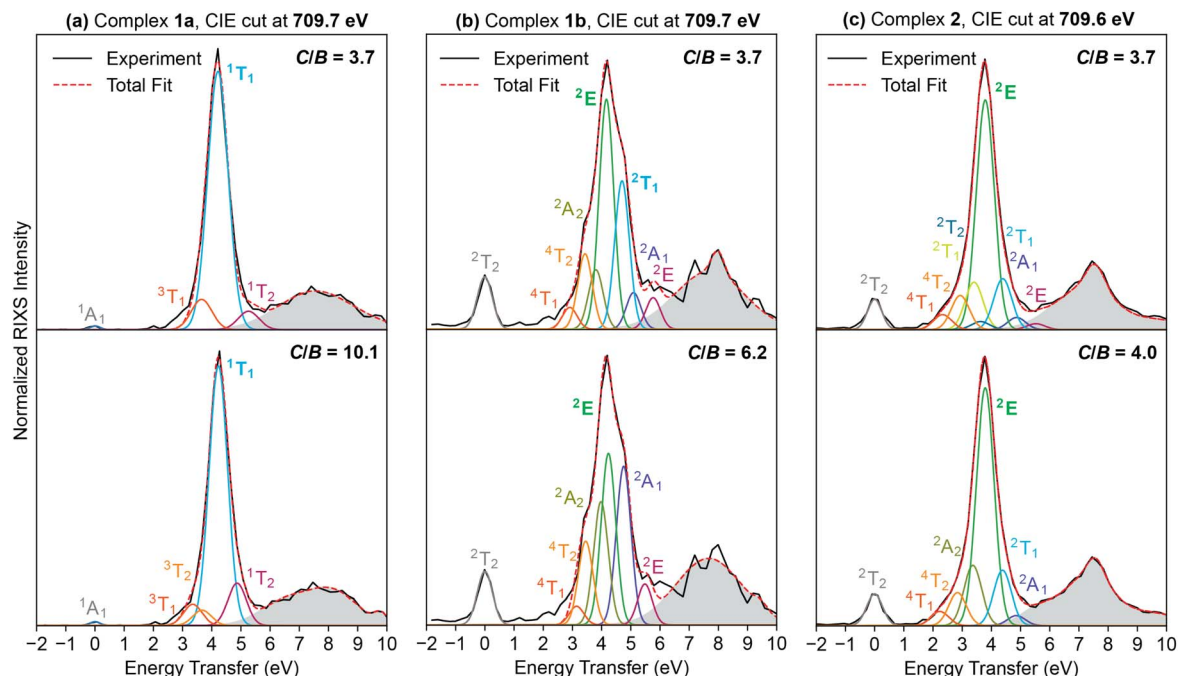 (a) Complex 1a, CIE cut at 709.7 eV
Experiment
Total Fit
C/B = 3.7
¹T₁
³T₁
¹T₂
¹A₁
C/B = 10.1
¹T₁
³T₂
³T₁
¹T₂
¹A₁
−2 −1 0 1 2 3 4 5 6 7 8 9 10
Energy Transfer (eV)
Normalized RIXS Intensity
(b) Complex 1b, CIE cut at 709.7 eV
Experiment
Total Fit
C/B = 3.7
²E
²T₁
²A₂
⁴T₂
²A₁
²T₂
⁴T₁
²E
C/B = 6.2
²E
²A₁
²A₂
⁴T₂
²T₂
⁴T₁
²E
−2 −1 0 1 2 3 4 5 6 7 8 9 10
Energy Transfer (eV)
(c) Complex 2, CIE cut at 709.6 eV
Experiment
Total Fit
C/B = 3.7
²E
²T₂
²T₁
²T₁
²A₁
⁴T₂
²T₂
⁴T₁
²E
C/B = 4.0
²E
²A₂
²T₁
⁴T₂
²A₁
²T₂
⁴T₁
−2 −1 0 1 2 3 4 5 6 7 8 9 10
Energy Transfer (eV)